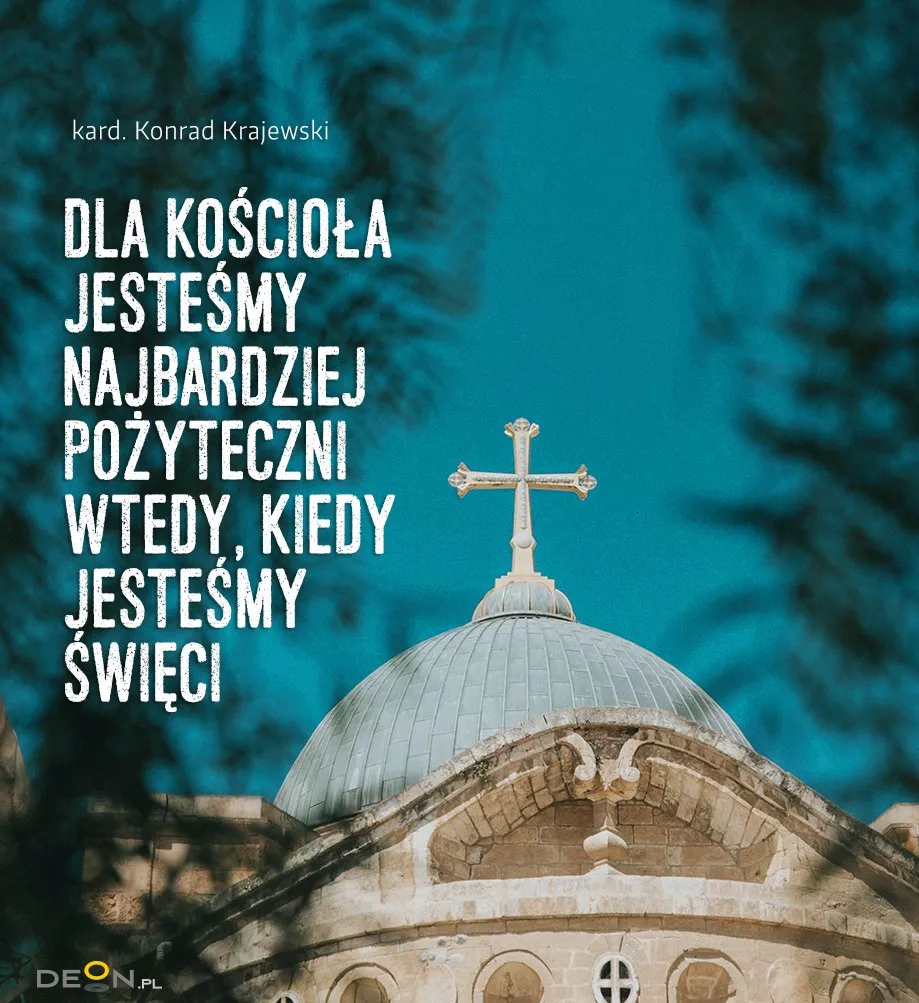 kard. Konrad Krajewski
DLA KOŚCIOŁA
JESTEŚMY
NAJBARDZIEJ
POŻYTECZNI
WTEDY, KIEDY
JESTEŚMY
ŚWIĘCI
DEON.PL